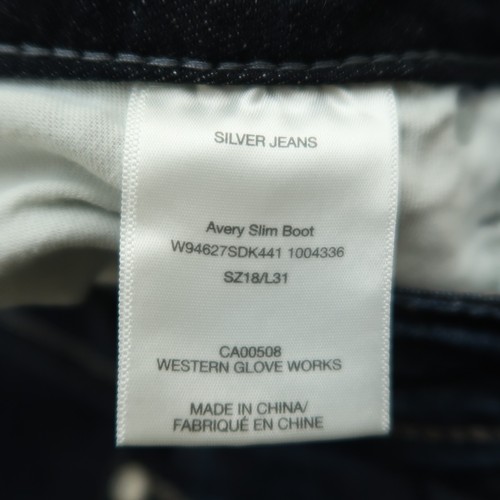 SILVER JEANS
Avery Slim Boot
W94627SDK441 1004336
SZ18/L31
CA00508
WESTERN GLOVE WORKS
MADE IN CHINA/
FABRIQUÉ EN CHINE